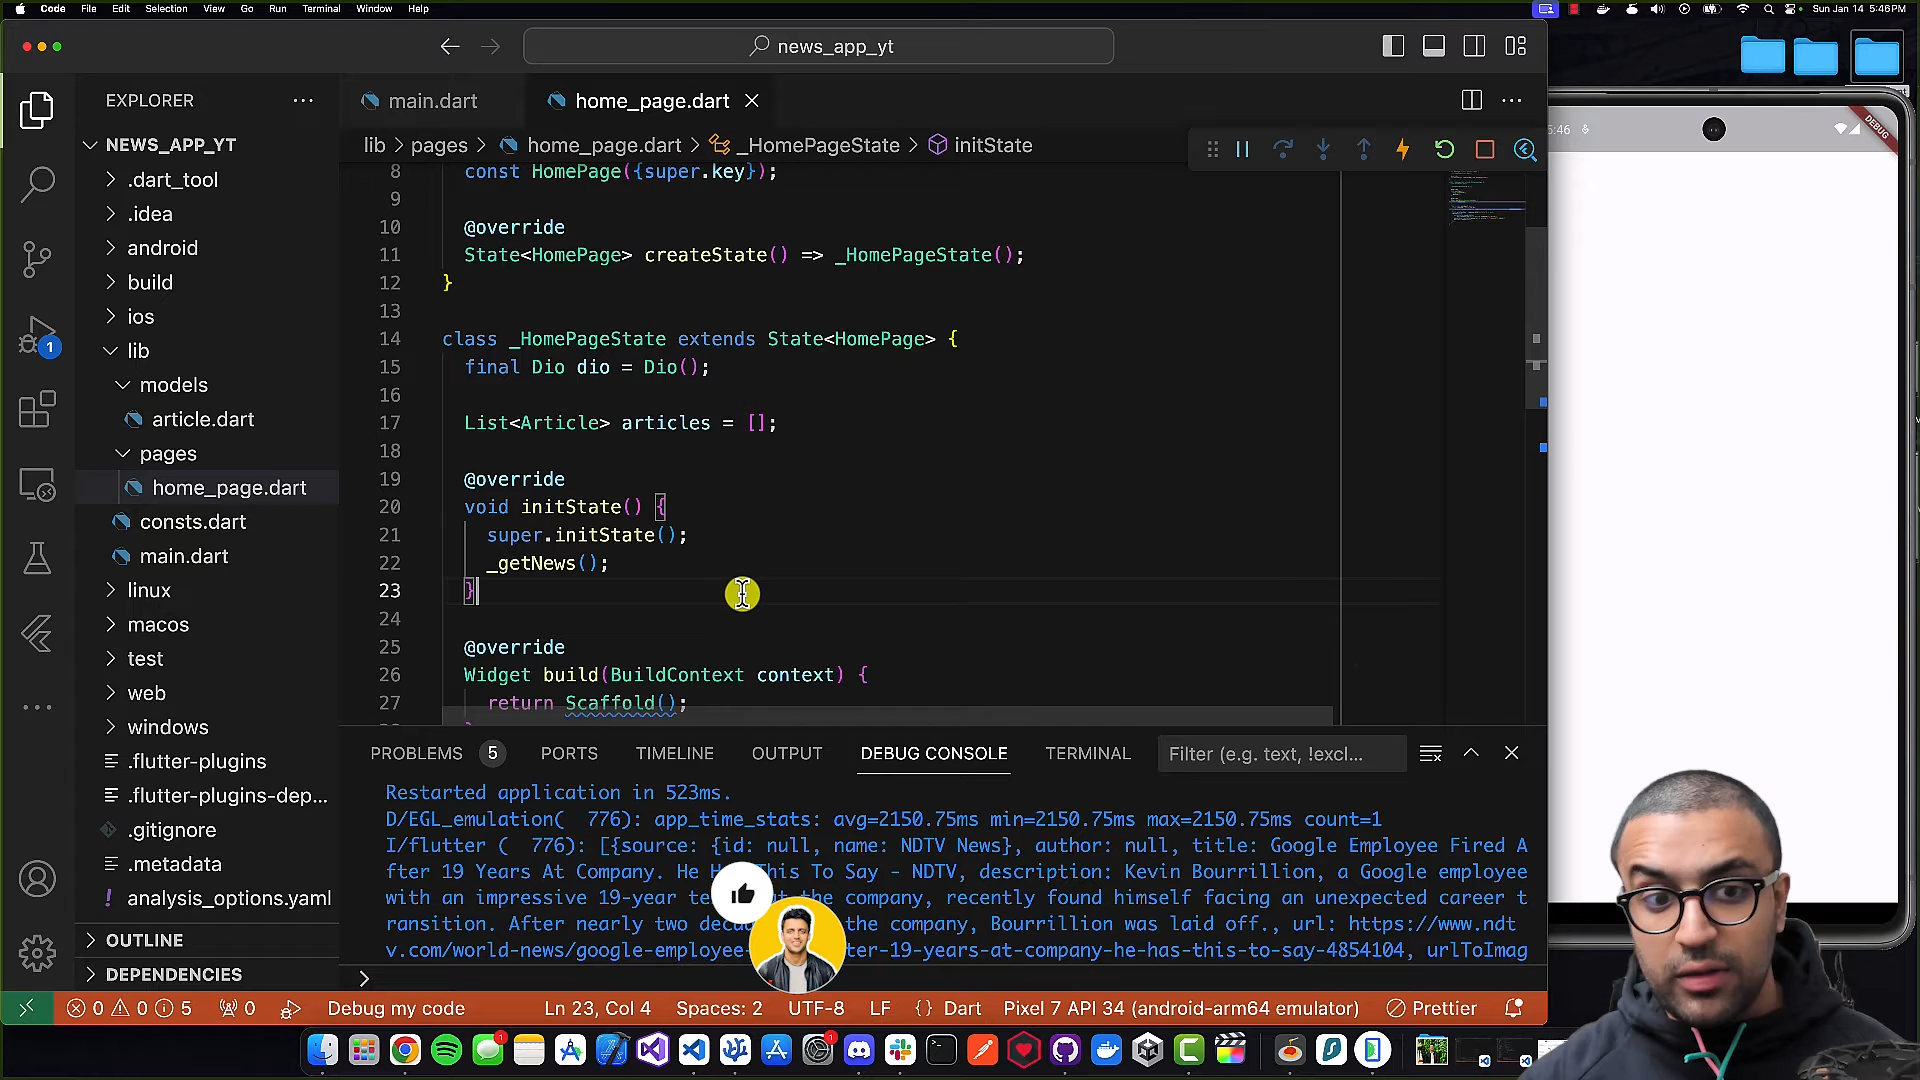 Code File Edit Selection View Go Run Terminal Window Help
Sun Jan 14 5:46PM
news_app_yt
EXPLORER
main.dart
home_page.dart
lib > pages > home_page.dart > _HomePageState > initState
NEWS_APP_YT
.dart_tool
.idea
android
build
ios
lib
models
article.dart
pages
home_page.dart
consts.dart
main.dart
linux
macos
test
web
windows
.flutter-plugins
.flutter-plugins-dep...
.gitignore
.metadata
analysis_options.yaml
OUTLINE
DEPENDENCIES
1
8 const HomePage({super.key});
9
10 @override
11 State<HomePage> createState() => _HomePageState();
12 }
13
14 class _HomePageState extends State<HomePage> {
15 final Dio dio = Dio();
16
17 List<Article> articles = [];
18
19 @override
20 void initState() {
21 super.initState();
22 _getNews();
23 }
24
25 @override
26 Widget build(BuildContext context) {
27 return Scaffold();
5:46
DEBUG
PROBLEMS 5 PORTS TIMELINE OUTPUT DEBUG CONSOLE TERMINAL Filter (e.g. text, !excl...
Restarted application in 523ms.
D/EGL_emulation( 776): app_time_stats: avg=2150.75ms min=2150.75ms max=2150.75ms count=1
I/flutter ( 776): [{source: {id: null, name: NDTV News}, author: null, title: Google Employee Fired A
fter 19 Years At Company. He H This To Say - NDTV, description: Kevin Bourrillion, a Google employee
with an impressive 19-year te the company, recently found himself facing an unexpected career t
ransition. After nearly two deca the company, Bourrillion was laid off., url: https://www.ndt
v.com/world-news/google-employee- ter-19-years-at-company-he-has-this-to-say-4854104, urlToImag
>
0 0 5 0 Debug my code Ln 23, Col 4 Spaces: 2 UTF-8 LF {} Dart Pixel 7 API 34 (android-arm64 emulator) Prettier
1
1